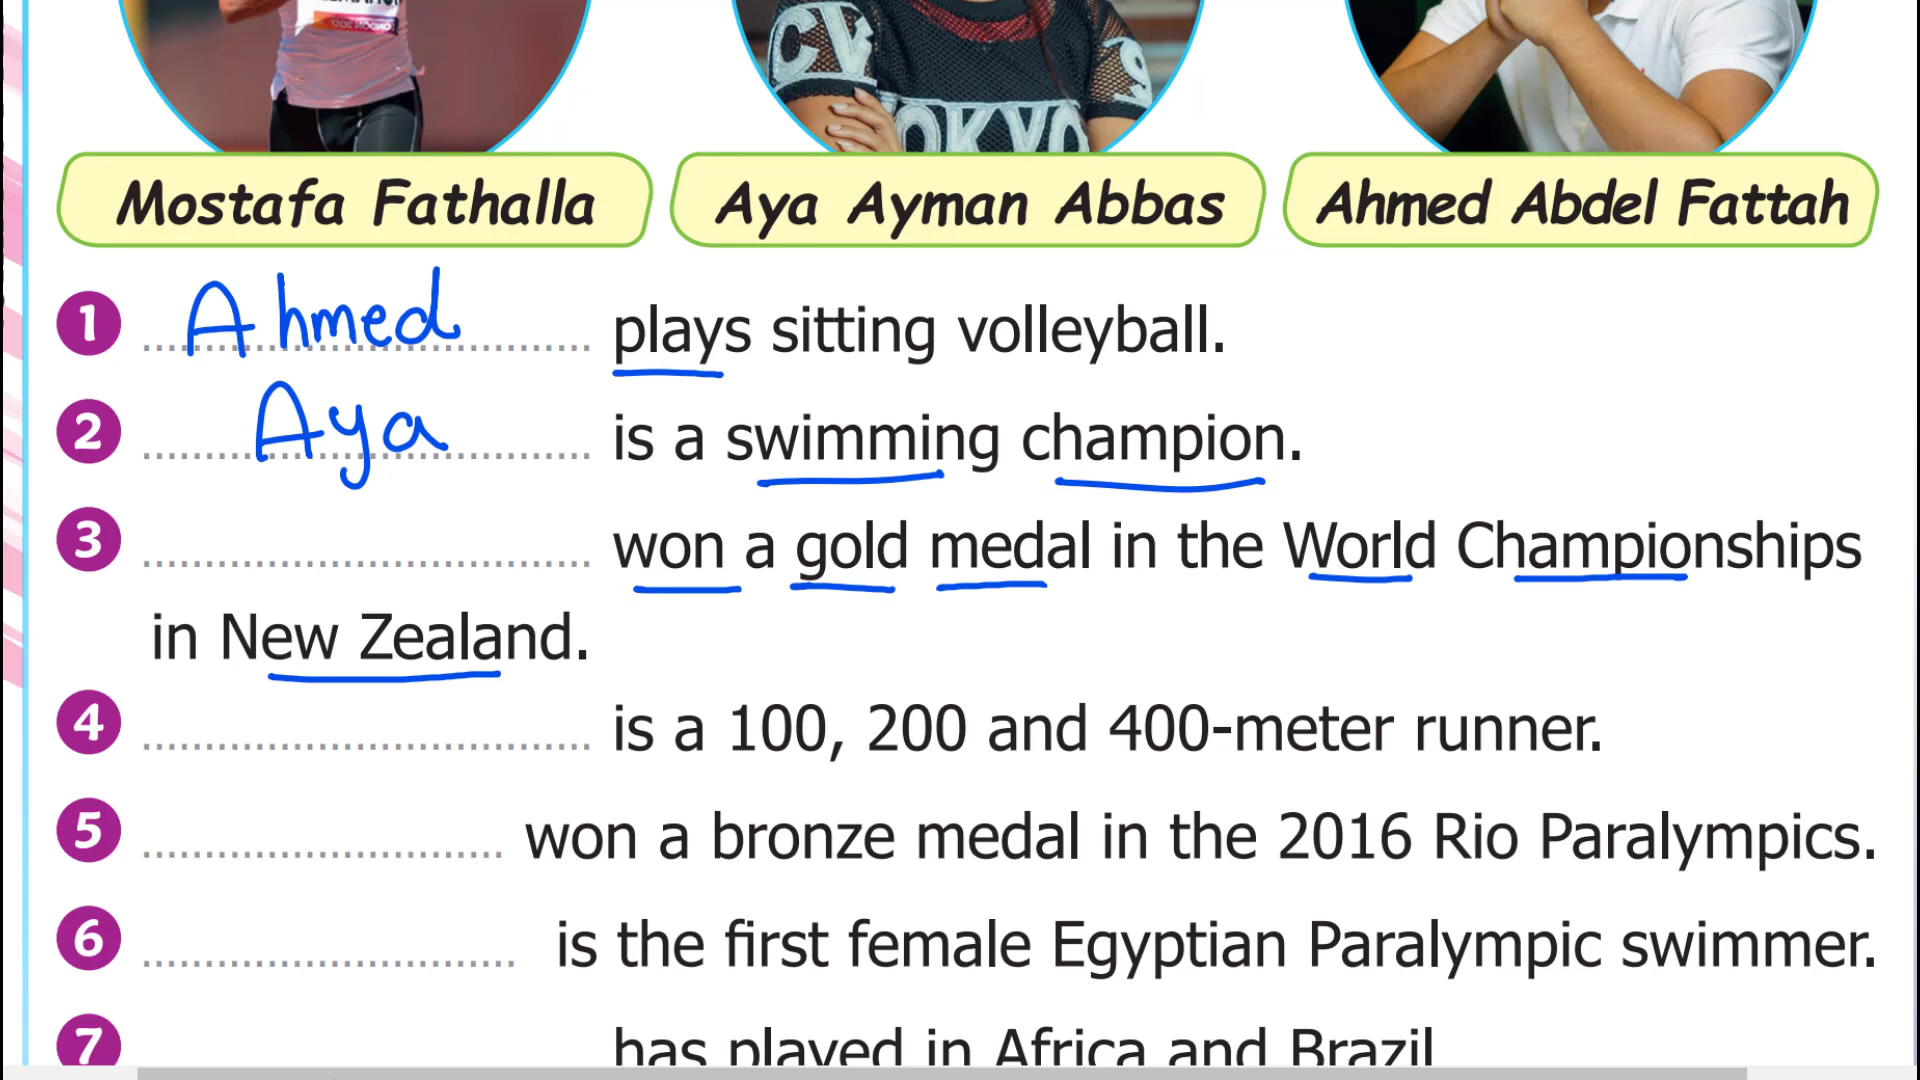 CV
9
TOKYO
Mostafa Fathalla
Aya Ayman Abbas
Ahmed Abdel Fattah
1 Ahmed plays sitting volleyball.
2 Aya is a swimming champion.
3 ................ won a gold medal in the World Championships
in New Zealand.
4 ................ is a 100, 200 and 400-meter runner.
5 ................ won a bronze medal in the 2016 Rio Paralympics.
6 ................ is the first female Egyptian Paralympic swimmer.
7 has played in Africa and Brazil